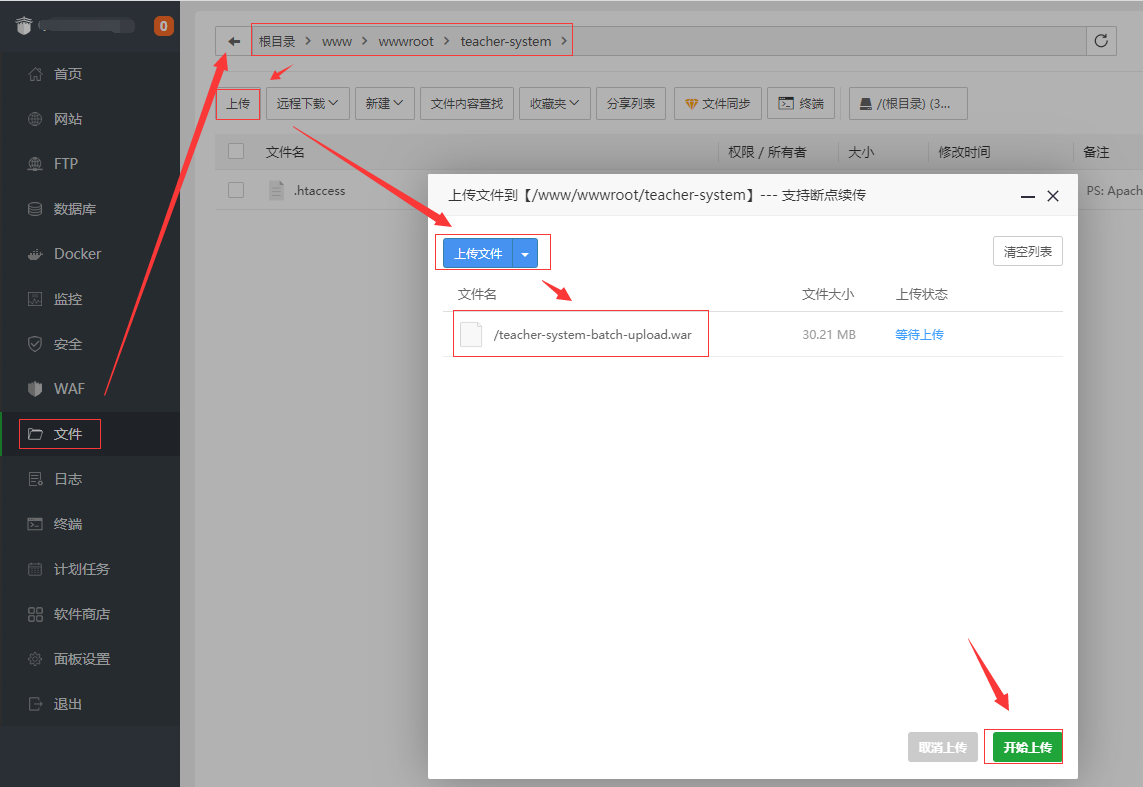 0
首页
网站
FTP
数据库
Docker
监控
安全
WAF
文件
日志
终端
计划任务
软件商店
面板设置
退出
根目录 > www > wwwroot > teacher-system >
上传 远程下载 新建 文件内容查找 收藏夹 分享列表 文件同步 终端 /(根目录) (3...
文件名 权限 / 所有者 大小 修改时间 备注
.htaccess PS: Apach
上传文件到【/www/wwwroot/teacher-system】--- 支持断点续传
上传文件 清空列表
文件名 文件大小 上传状态
/teacher-system-batch-upload.war 30.21 MB 等待上传
取消上传 开始上传